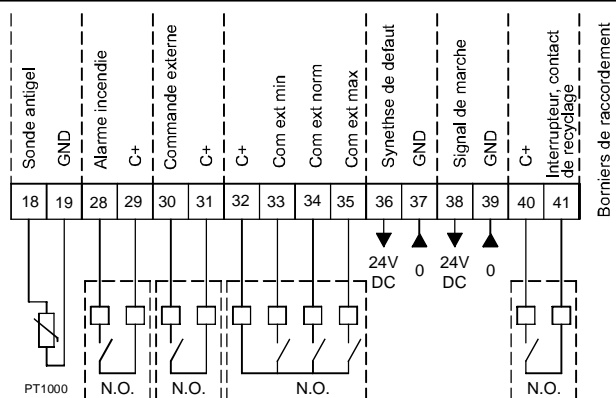 Sonde antigel
GND
Alarme incendie
C+
Commande externe
C+
C+
Com ext min
Com ext norm
Com ext max
Synethse de defaut
GND
Signal de marche
GND
C+
Interrupteur, contact
de recyclage
Borniers de raccordement
18 19 28 29 30 31 32 33 34 35 36 37 38 39 40 41
24V
DC
0
24V
DC
0
PT1000
N.O.
N.O.
N.O.
N.O.